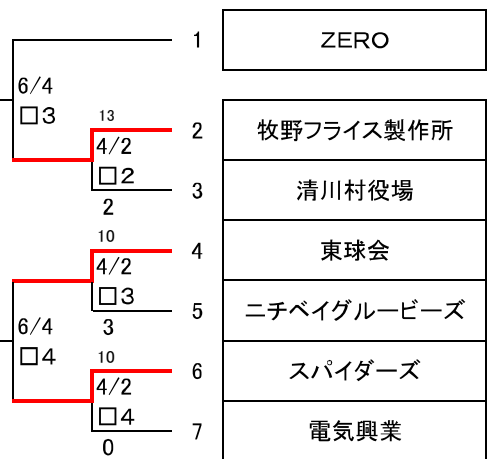 1 ZERO
6/4
□3
13
2 牧野フライス製作所
4/2
□2
3 清川村役場
2
10
4 東球会
4/2
□3
5 ニチベイグルービーズ
3
6/4
□4
10
6 スパイダーズ
4/2
□4
7 電気興業
0